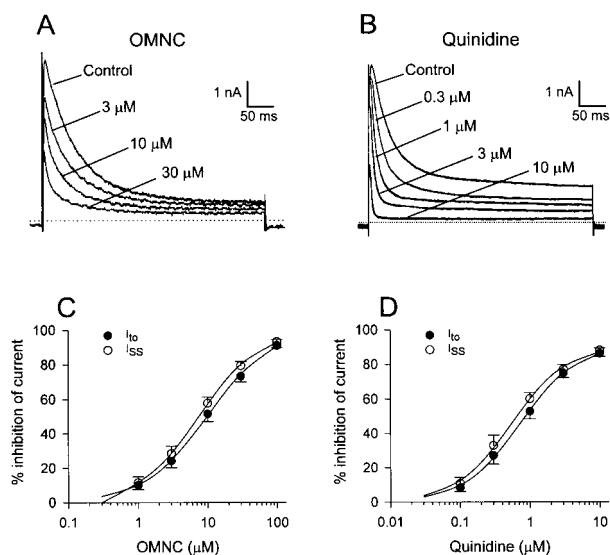 A
OMNC
Control
3 μM
10 μM
30 μM
1 nA
50 ms
B
Quinidine
Control
0.3 μM
1 μM
3 μM
10 μM
1 nA
50 ms
C
% inhibition of current
100
80
60
40
20
0
Ito
ISS
0.1
1
10
100
OMNC (μM)
D
% inhibition of current
100
80
60
40
20
0
Ito
ISS
0.01
0.1
1
10
Quinidine (μM)